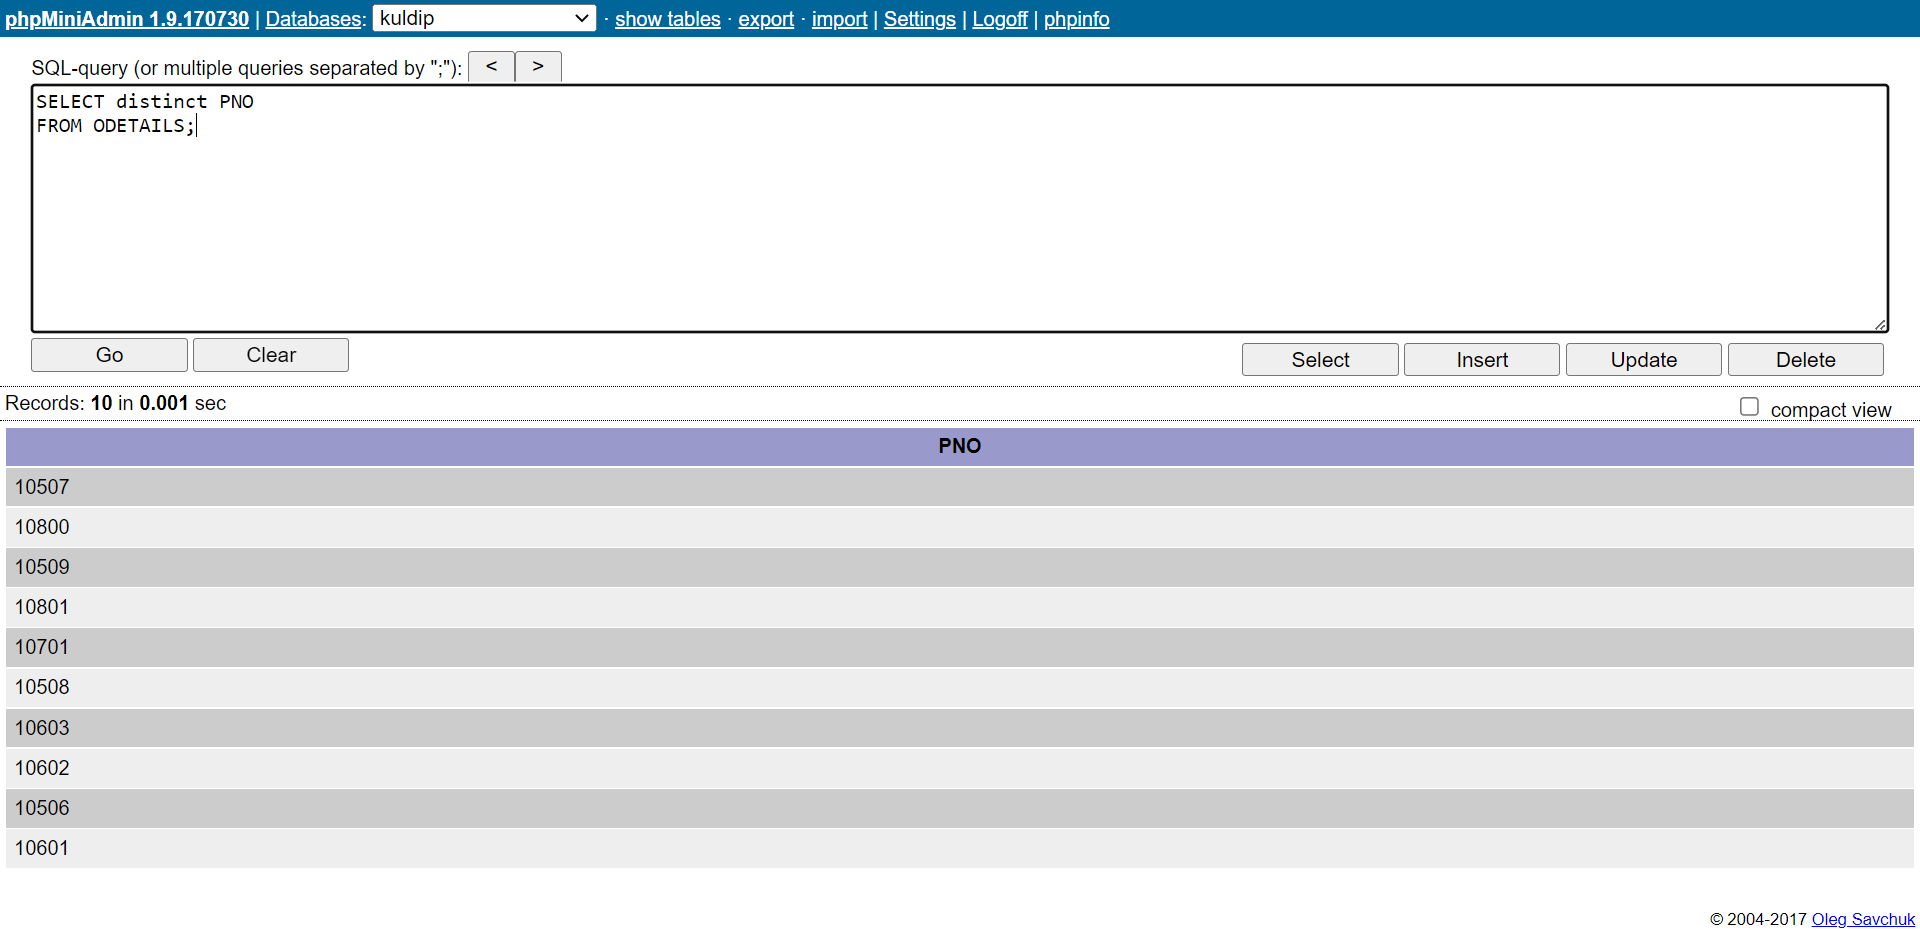 phpMiniAdmin 1.9.170730 | Databases: kuldip · show tables · export · import | Settings | Logoff | phpinfo
SQL-query (or multiple queries separated by ";"): < >
SELECT distinct PNO
FROM ODETAILS;
Go Clear Select Insert Update Delete
Records: 10 in 0.001 sec compact view
PNO
10507
10800
10509
10801
10701
10508
10603
10602
10506
10601
© 2004-2017 Oleg Savchuk